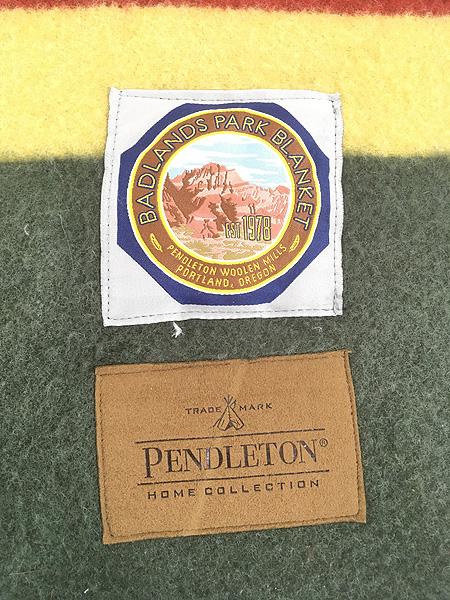 BADLANDS PARK BLANKET
EST 1978
PENDLETON WOOLEN MILLS
PORTLAND, OREGON
TRADE MARK
PENDLETON®
HOME COLLECTION